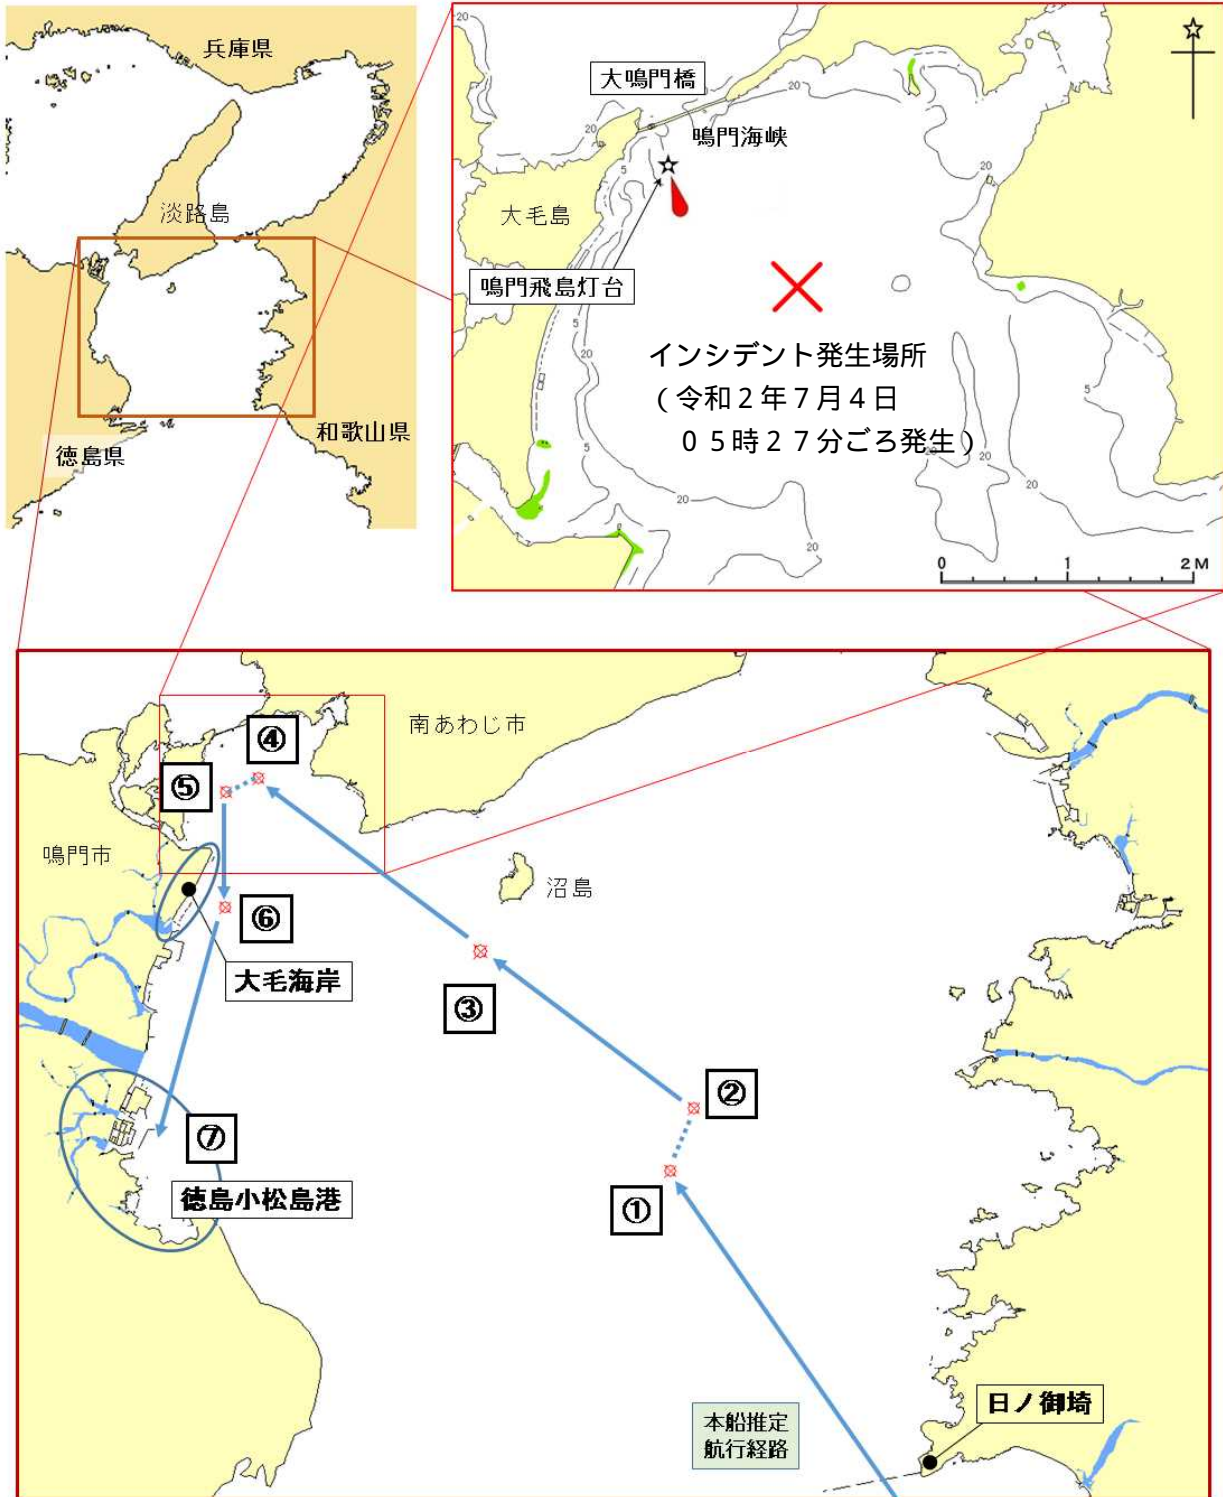 兵庫県
淡路島
徳島県
和歌山県
20
大鳴門橋
20
20
鳴門海峡
5
20
大毛島
鳴門飛島灯台
5
20
インシデント発生場所
(令和2年7月4日
05時27分ごろ発生)
5
20
5
20
20
20
20
0 1 2M
南あわじ市
④
⑤
鳴門市
沼島
⑥
大毛海岸
③
②
⑦
徳島小松島港
①
日ノ御埼
本船推定
航行経路